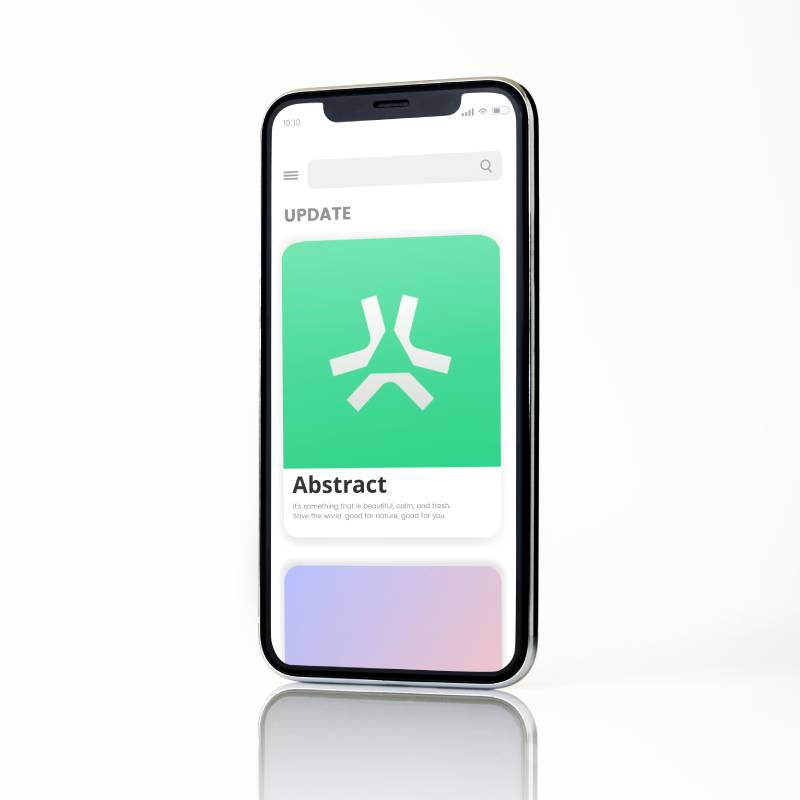 10:10
UPDATE
Abstract
it's something that is beautiful, calm, and fresh.
Save the world, good for nature, good for you